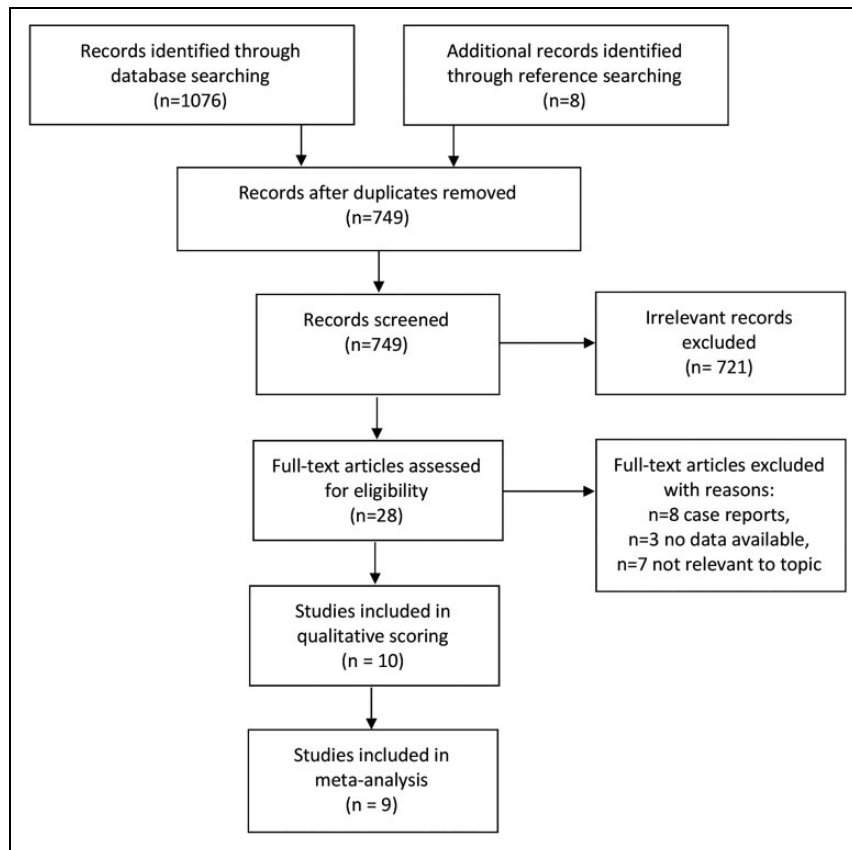 Records identified through
database searching
(n=1076)
Additional records identified
through reference searching
(n=8)
Records after duplicates removed
(n=749)
Records screened
(n=749)
Irrelevant records
excluded
(n= 721)
Full-text articles assessed
for eligibility
(n=28)
Full-text articles excluded
with reasons:
n=8 case reports,
n=3 no data available,
n=7 not relevant to topic
Studies included in
qualitative scoring
(n = 10)
Studies included in
meta-analysis
(n = 9)